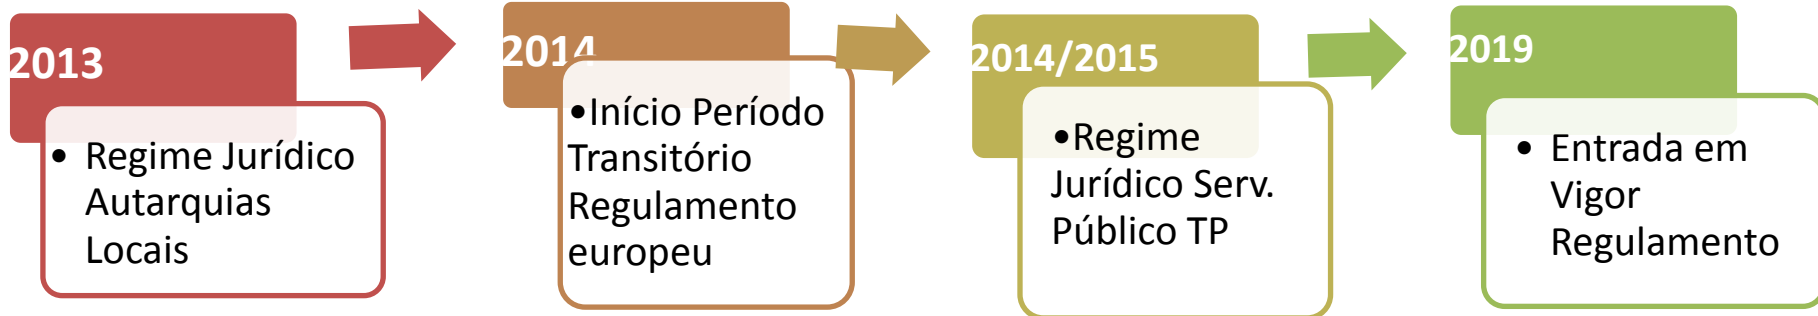 2013
• Regime Jurídico
Autarquias
Locais
2014
•Início Período
Transitório
Regulamento
europeu
2014/2015
•Regime
Jurídico Serv.
Público TP
2019
• Entrada em
Vigor
Regulamento